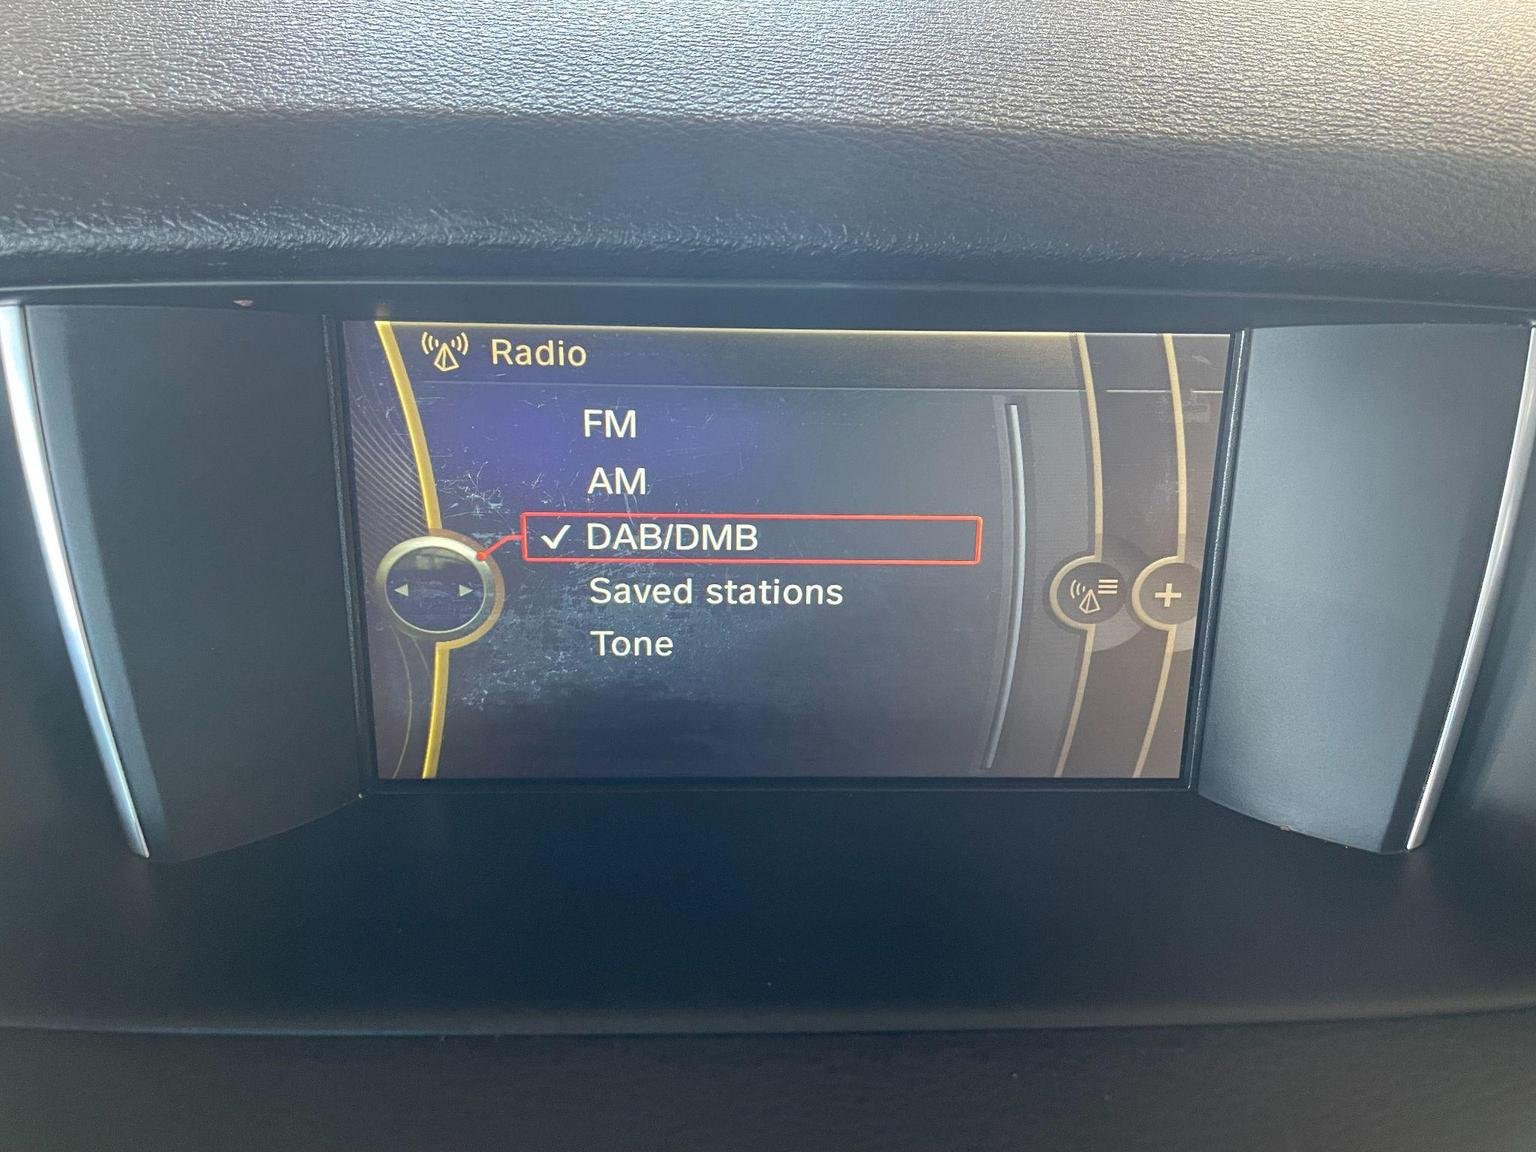 Radio
FM
AM
DAB/DMB
Saved stations
Tone